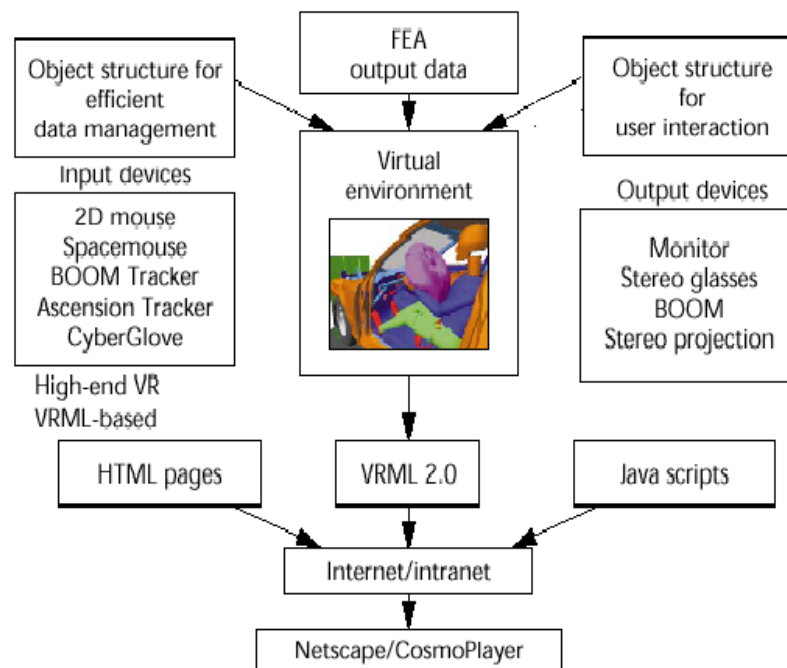 FEA
output data
Object structure for
efficient
data management
Object structure
for
user interaction
Virtual
environment
Input devices
2D mouse
Spacemouse
BOOM Tracker
Ascension Tracker
CyberGlove
Output devices
Monitor
Stereo glasses
BOOM
Stereo projection
High-end VR
VRML-based
HTML pages
VRML 2.0
Java scripts
Internet/intranet
Netscape/CosmoPlayer